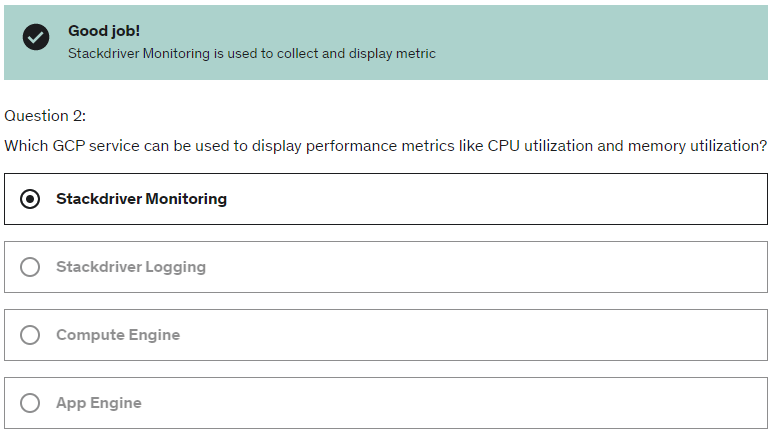 Good job!
Stackdriver Monitoring is used to collect and display metric
Question 2:
Which GCP service can be used to display performance metrics like CPU utilization and memory utilization?
Stackdriver Monitoring
Stackdriver Logging
Compute Engine
App Engine